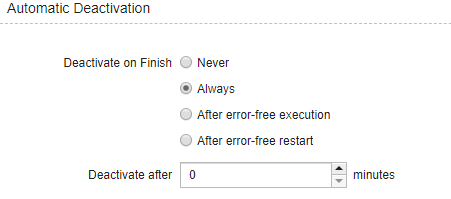 Automatic Deactivation
Deactivate on Finish Never
Always
After error-free execution
After error-free restart
Deactivate after 0 minutes